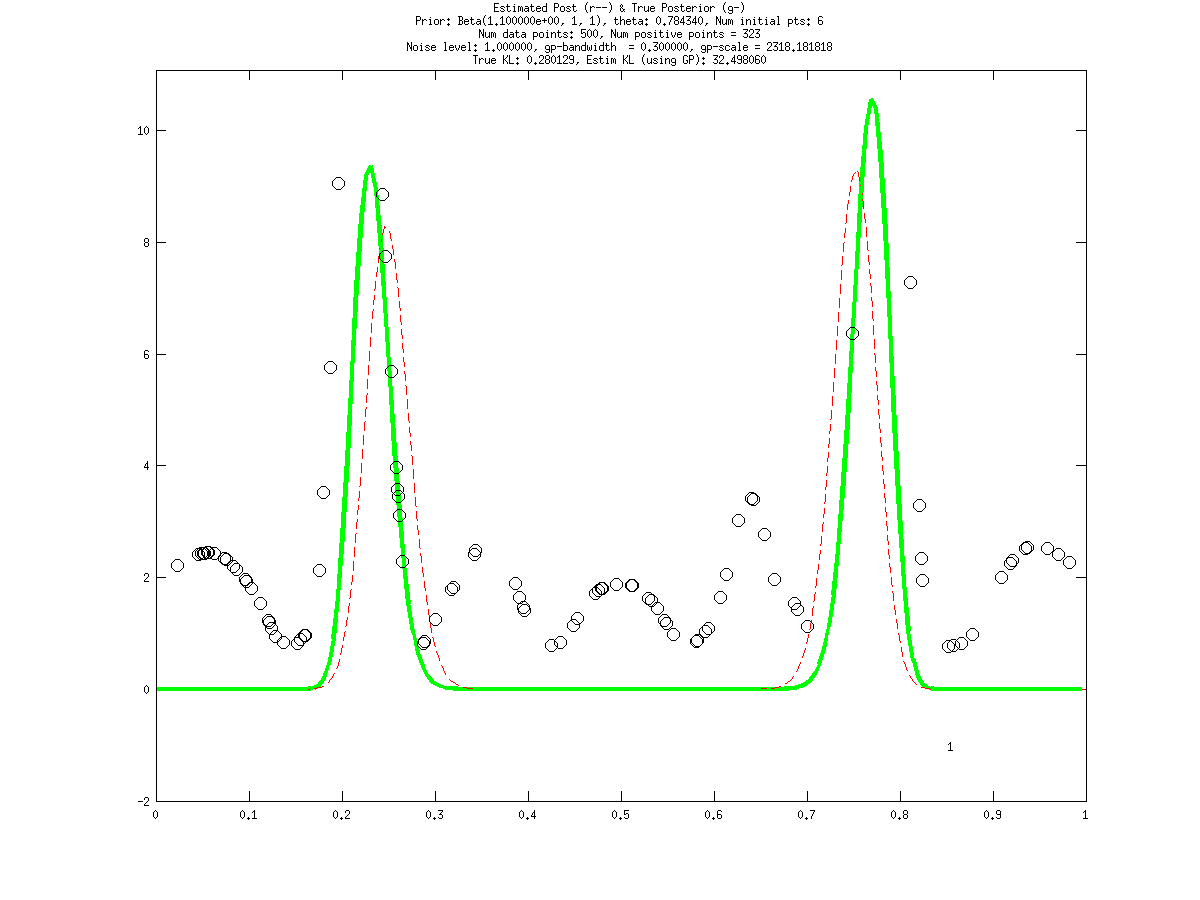 Estimated Post (r--) & True Posterior (g-)
Prior: Beta(1.100000e+00, 1, 1), theta: 0.784340, Num initial pts: 6
Num data points: 500, Num positive points = 323
Noise level: 1.000000, gp-bandwidth  = 0.300000, gp-scale = 2318.181818
True KL: 0.280129, Estim KL (using GP): 32.498060
10
8
6
4
2
0
1
-2
0 0.1 0.2 0.3 0.4 0.5 0.6 0.7 0.8 0.9 1